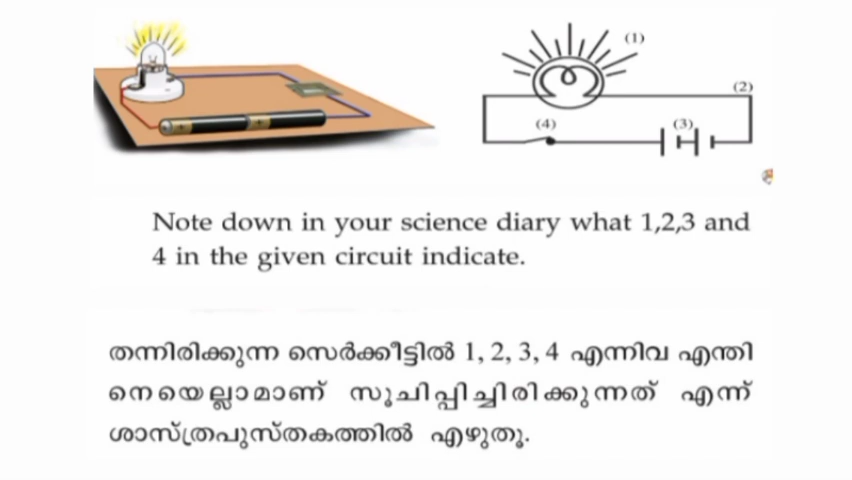 (1)
(2)
(4)
(3)
Note down in your science diary what 1,2,3 and
4 in the given circuit indicate.
തന്നിരിക്കുന്ന സെർക്കീട്ടിൽ 1, 2, 3, 4 എന്നിവ എന്തി
നെയെല്ലാമാണ് സൂചിപ്പിച്ചിരിക്കുന്നത് എന്ന്
ശാസ്ത്രപുസ്തകത്തിൽ എഴുതൂ.